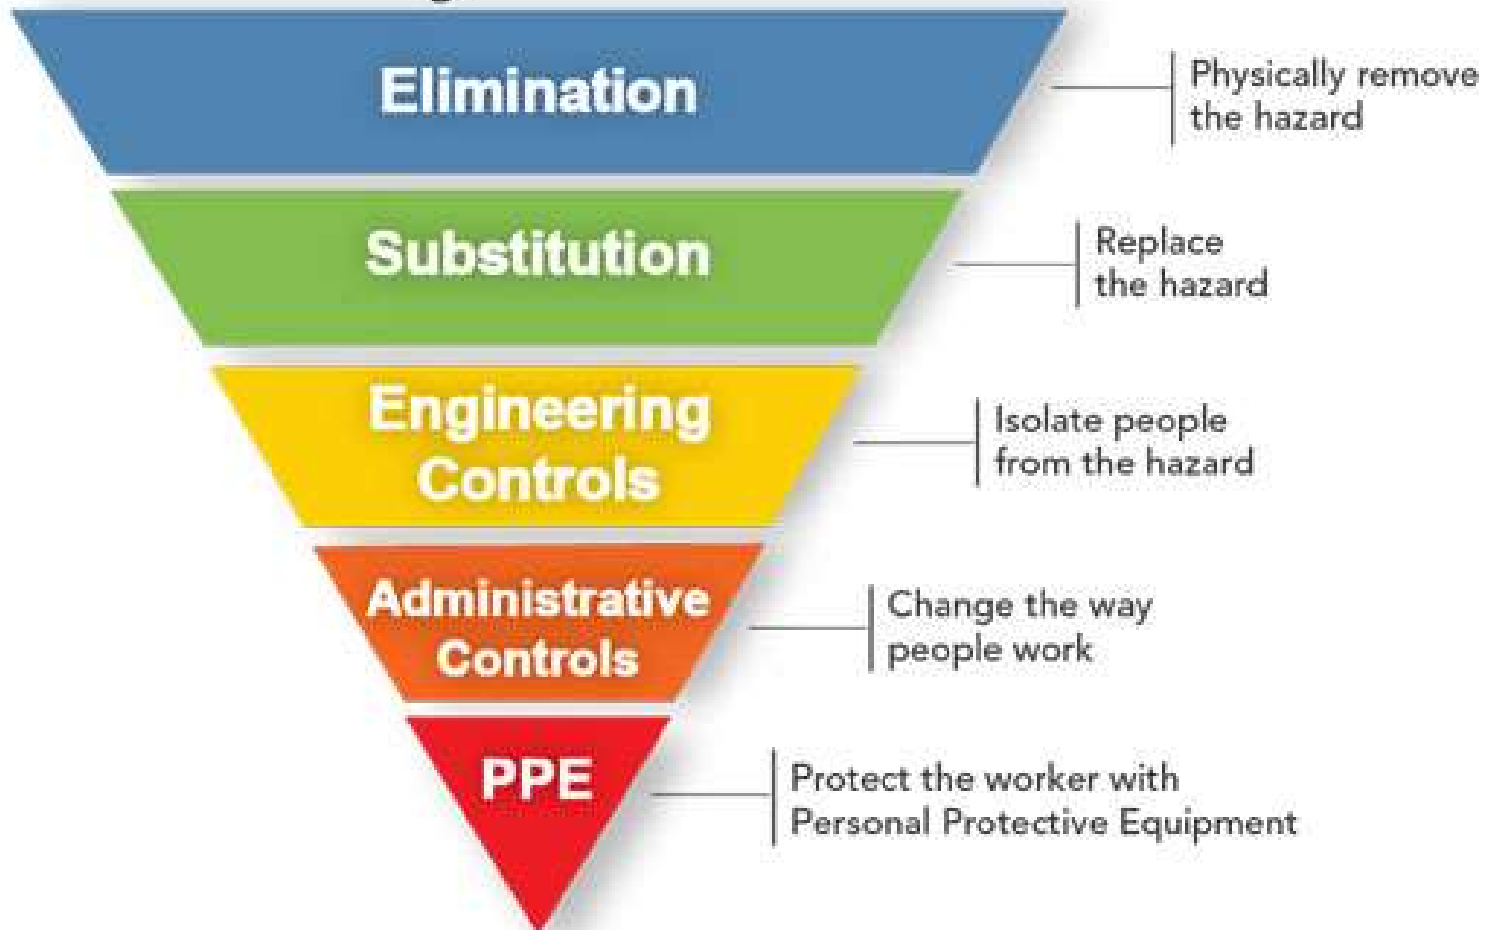 Elimination
Physically remove
the hazard
Substitution
Replace
the hazard
Engineering
Controls
Isolate people
from the hazard
Administrative
Controls
Change the way
people work
PPE
Protect the worker with
Personal Protective Equipment